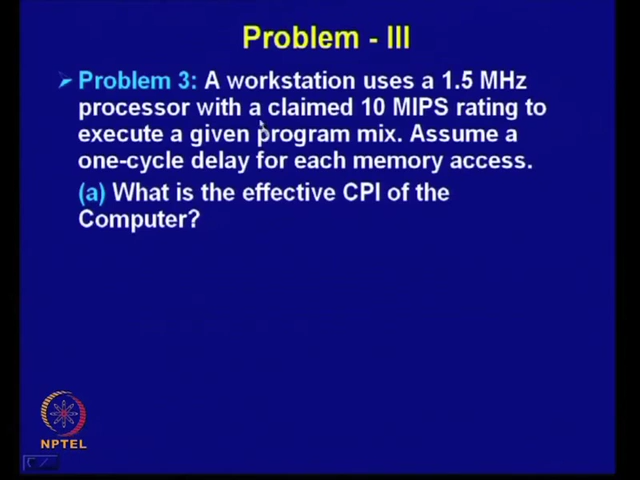 Problem - III
Problem 3: A workstation uses a 1.5 MHz
processor with a claimed 10 MIPS rating to
execute a given program mix. Assume a
one-cycle delay for each memory access.
(a) What is the effective CPI of the
Computer?
NPTEL